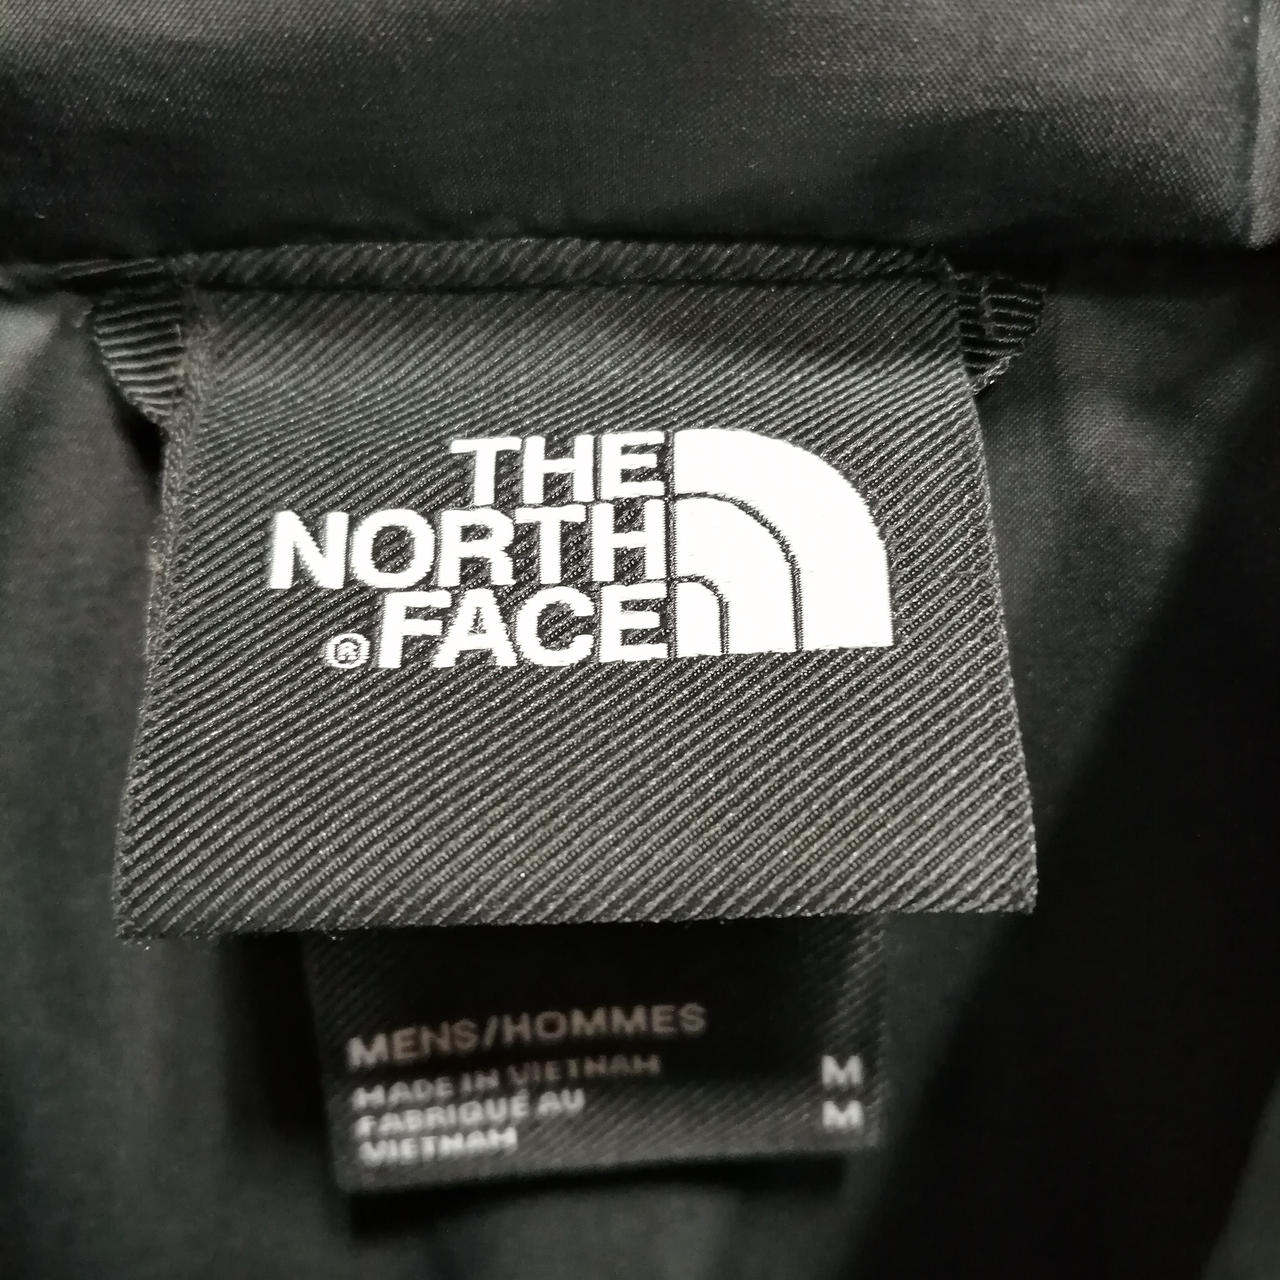 THE
NORTH
® FACE
MENS/HOMMES
MADE IN VIETNAM M
FABRIQUÉ AU M
VIETNAM